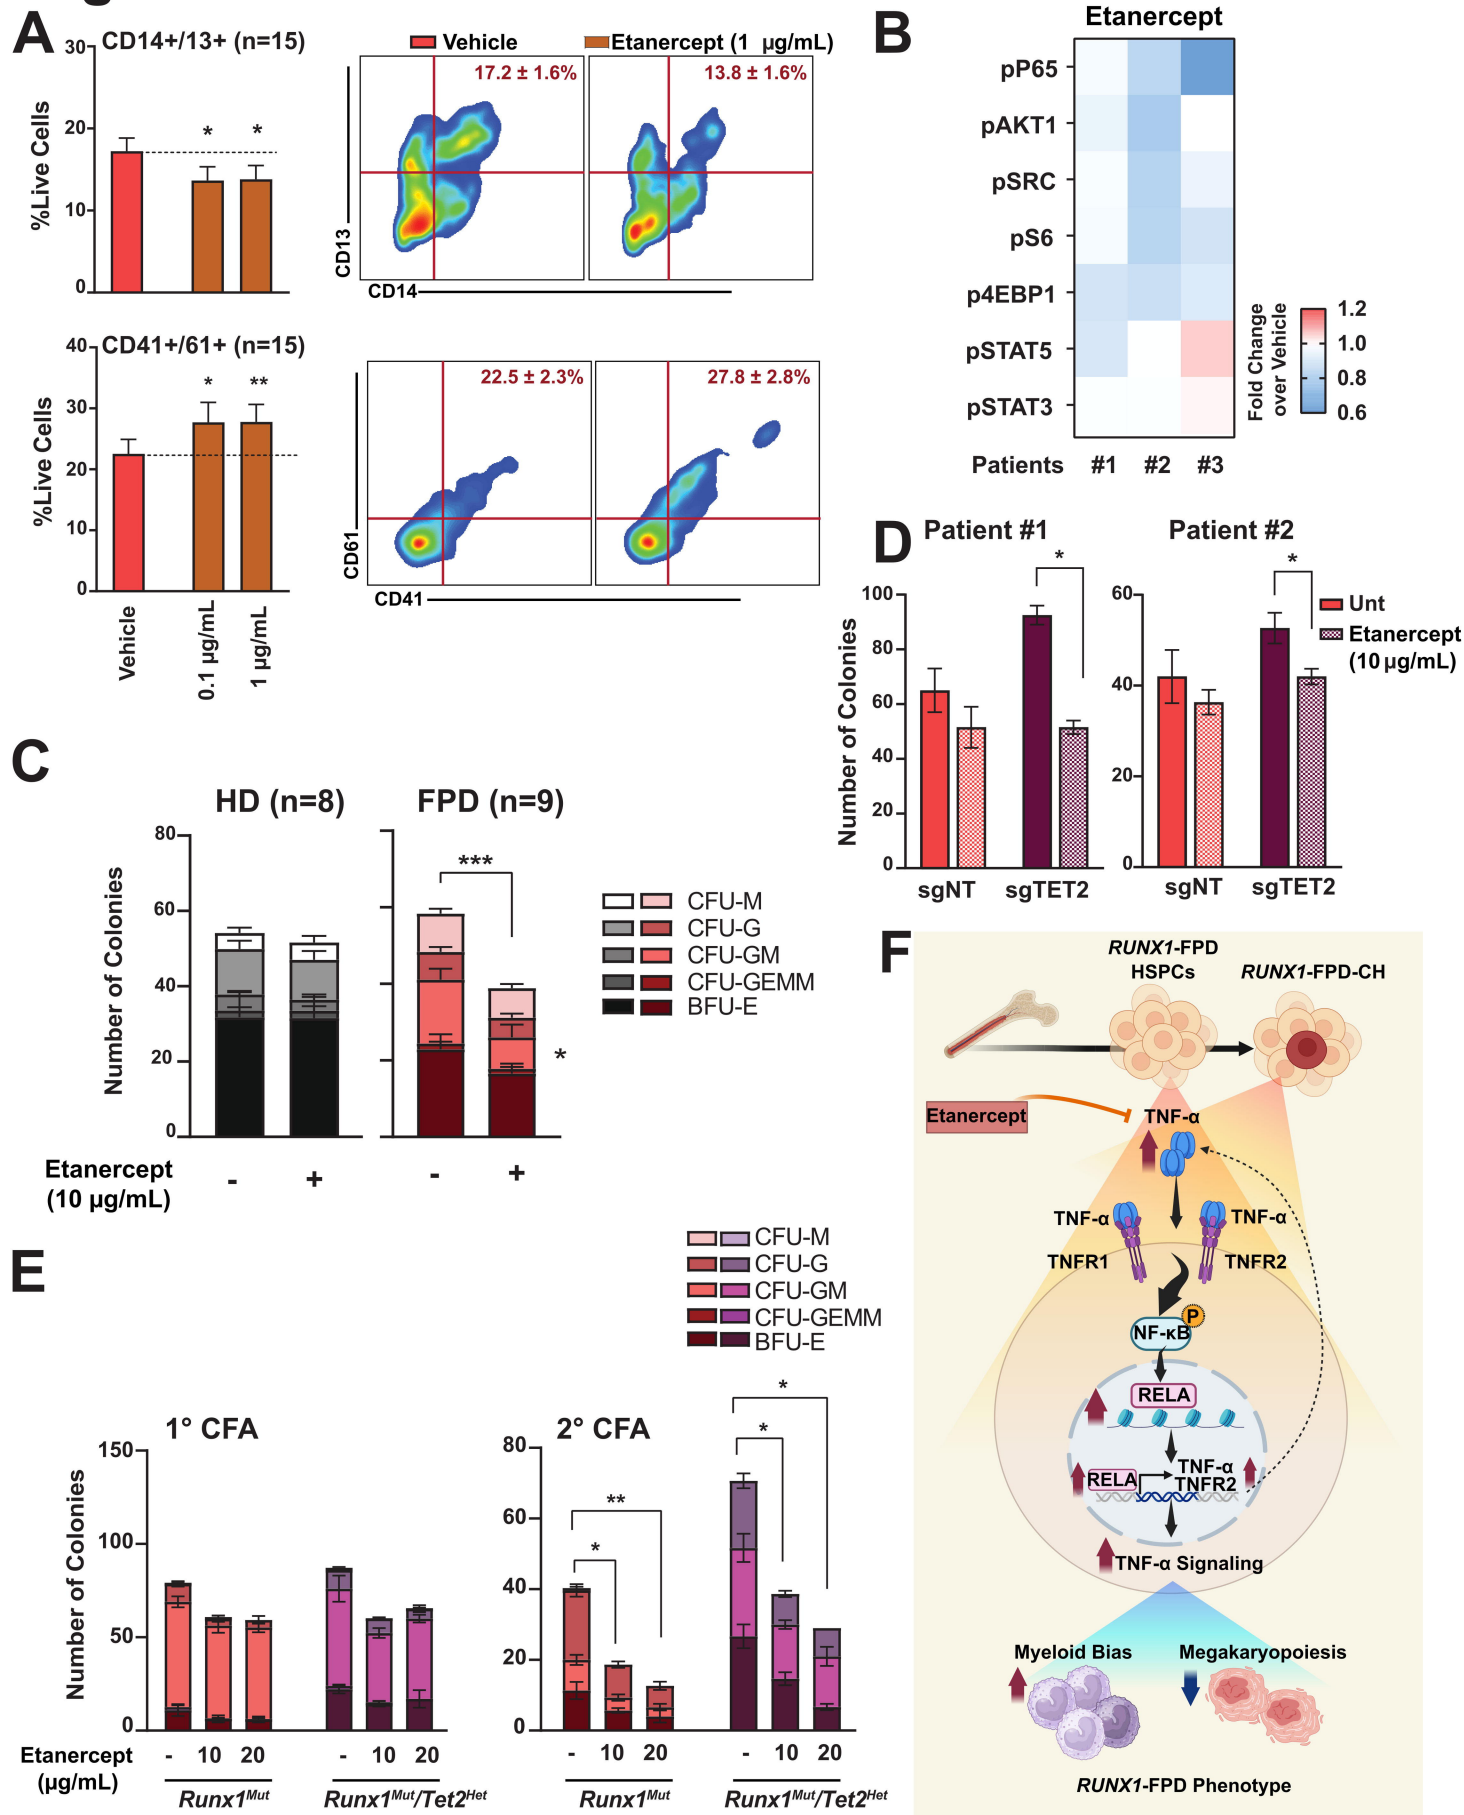 A
CD14+/13+ (n=15)
%Live Cells
30
20
10
0
*
*
Vehicle
Etanercept (1 µg/mL)
17.2 ± 1.6%
13.8 ± 1.6%
CD13
CD14
CD41+/61+ (n=15)
%Live Cells
40
30
20
10
0
*
**
Vehicle
0.1 µg/mL
1 µg/mL
22.5 ± 2.3%
27.8 ± 2.8%
CD61
CD41
B
Etanercept
pP65
pAKT1
pSRC
pS6
p4EBP1
pSTAT5
pSTAT3
Patients #1 #2 #3
Fold Change
over Vehicle
1.2
1.0
0.8
0.6
C
HD (n=8)
FPD (n=9)
Number of Colonies
80
60
40
20
0
***
*
CFU-M
CFU-G
CFU-GM
CFU-GEMM
BFU-E
Etanercept
(10 µg/mL)
- + - +
D
Patient #1
Patient #2
Number of Colonies
100
80
60
40
20
0
*
sgNT sgTET2
60
40
20
0
*
sgNT sgTET2
Unt
Etanercept
(10 µg/mL)
E
CFU-M
CFU-G
CFU-GM
CFU-GEMM
BFU-E
1° CFA
Number of Colonies
150
100
50
0
2° CFA
80
60
40
20
0
**
*
*
*
Etanercept
(µg/mL)
- 10 20 - 10 20 - 10 20 - 10 20
Runx1Mut Runx1Mut/Tet2Het Runx1Mut Runx1Mut/Tet2Het
F
RUNX1-FPD
HSPCs
RUNX1-FPD-CH
Etanercept
TNF-α
TNF-α TNF-α
TNFR1 TNFR2
P
NF-κB
RELA
RELA
TNF-α
TNFR2
TNF-α Signaling
Myeloid Bias
Megakaryopoiesis
RUNX1-FPD Phenotype